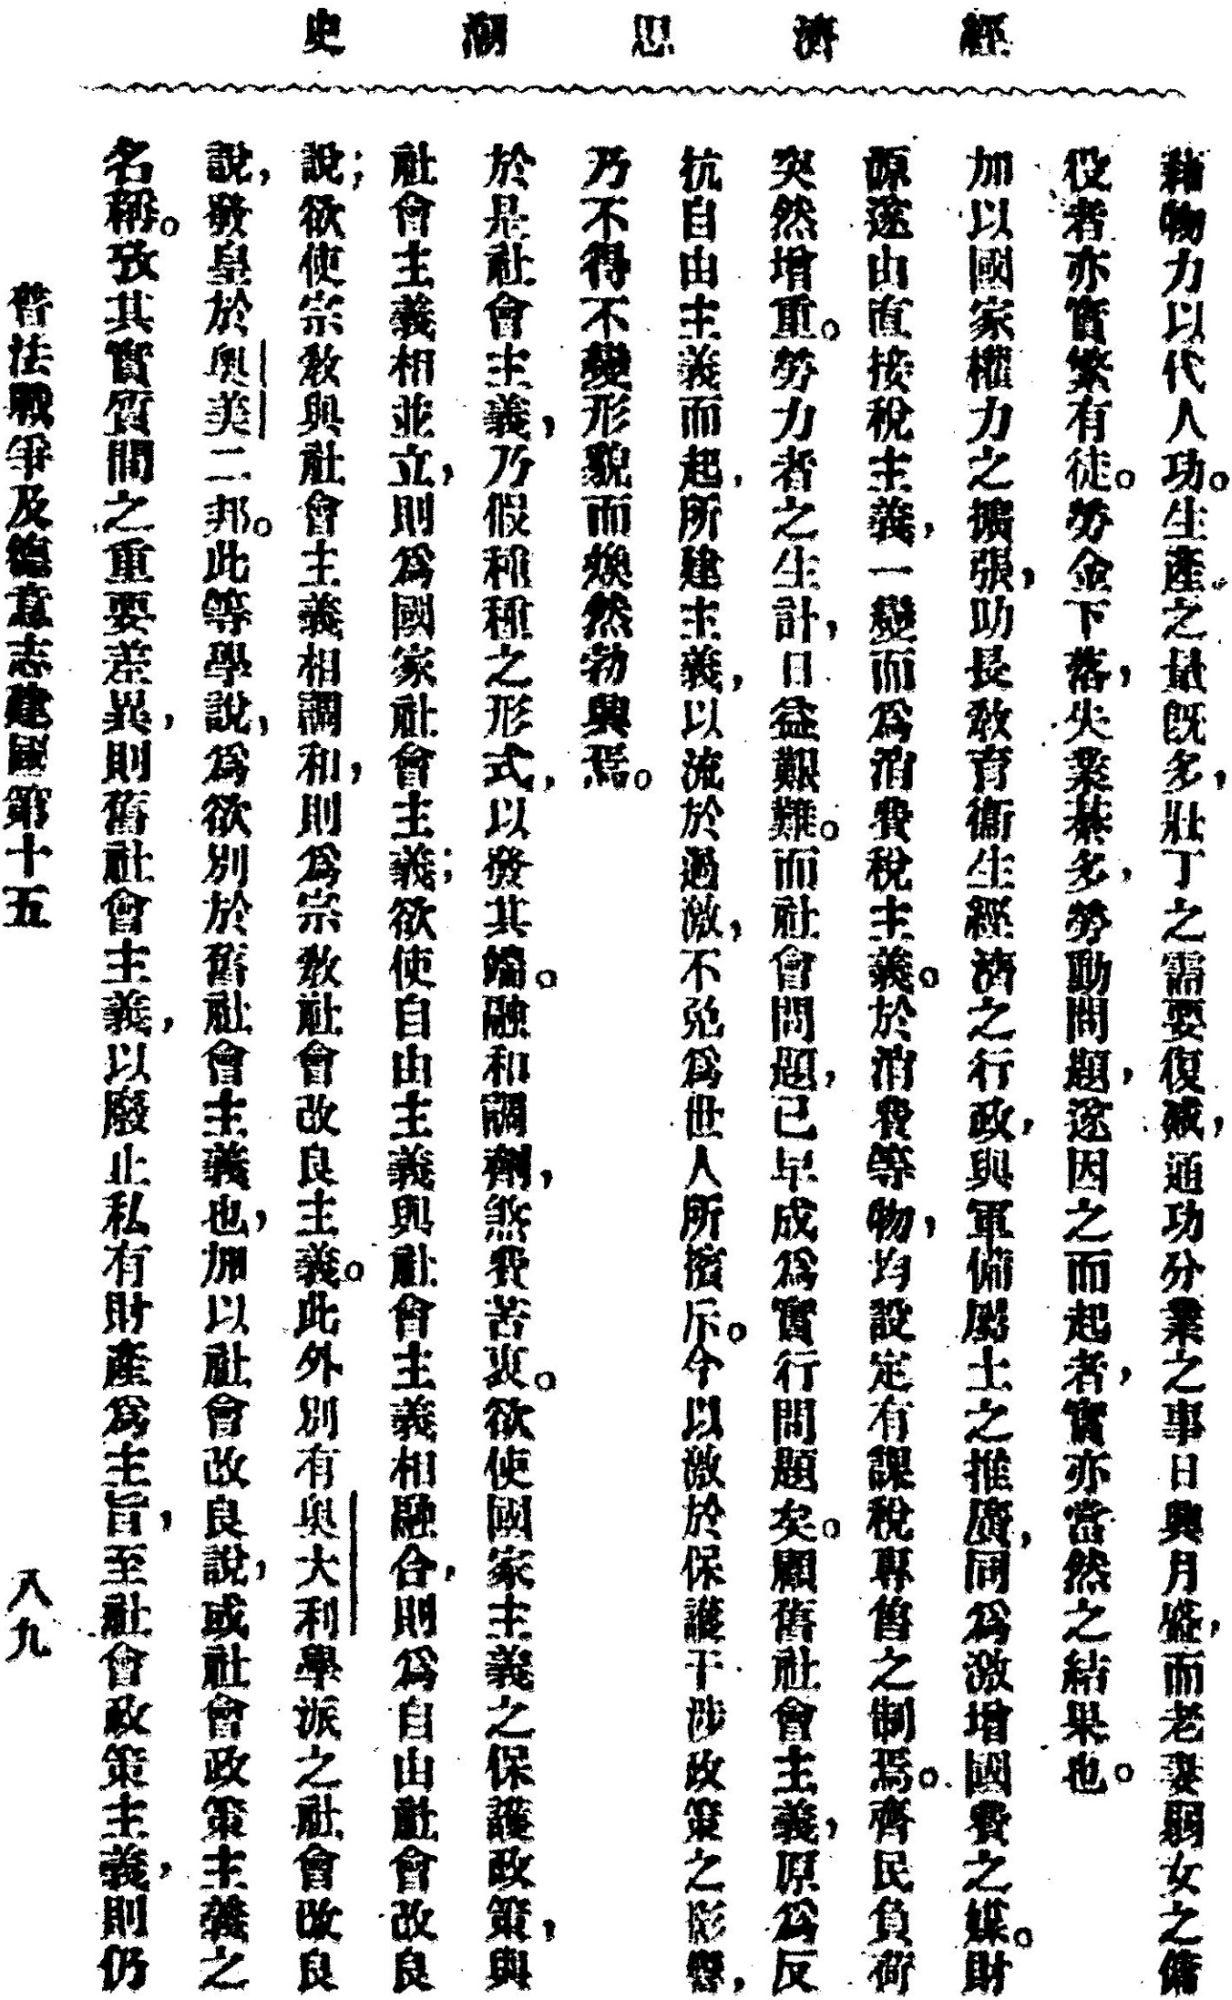 經濟思潮史
藉物力以代人功。生產之量旣多，壯丁之需要復減，通功分業之事日興月盛，而老妻弱女之傭
役者亦實繁有徒。勞金下落，失業綦多，勞動問題，遂因之而起者，實亦當然之結果也。
加以國家權力之擴張，助長敎育衞生經濟之行政，與軍備屬土之推廣，同爲激增國費之媒。財
源遂由直接稅主義，一變而爲消費稅主義。於消費等物，均設定有課稅專售之制焉。齊民負荷
突然增重。勞力者之生計，日益艱難。而社會問題，已早成爲實行問題矣。顧舊社會主義，原爲反
抗自由主義而起，所建主義，以流於過激，不免爲世人所擯斥。今以激於保護干涉政策之影響，
乃不得不變形貌而煥然勃興焉。
於是社會主義，乃假種種之形式，以發其端。融和調劑，煞費苦衷。欲使國家主義之保護政策，與
社會主義相並立，則爲國家社會主義；欲使自由主義與社會主義相融合，則爲自由社會改良
說；欲使宗敎與社會主義相調和，則爲宗敎社會改良主義。此外別有奥大利學派之社會改良
說，發皇於奥美二邦。此等學說，爲欲別於舊社會主義也，加以社會改良說，或社會政策主義之
名稱。攷其實質間之重要差異，則舊社會主義，以廢止私有財產爲主旨，至社會政策主義，則仍
普法戰爭及德意志建國第十五
八九